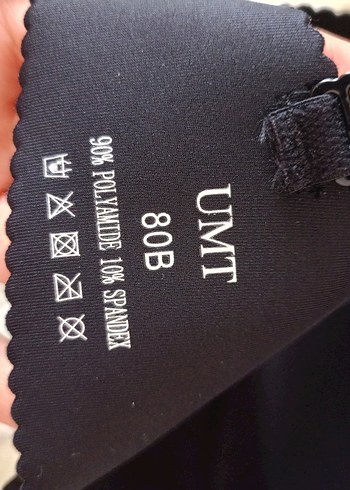 UMT
80B
90% POLYAMIDE 10% SPANDEX